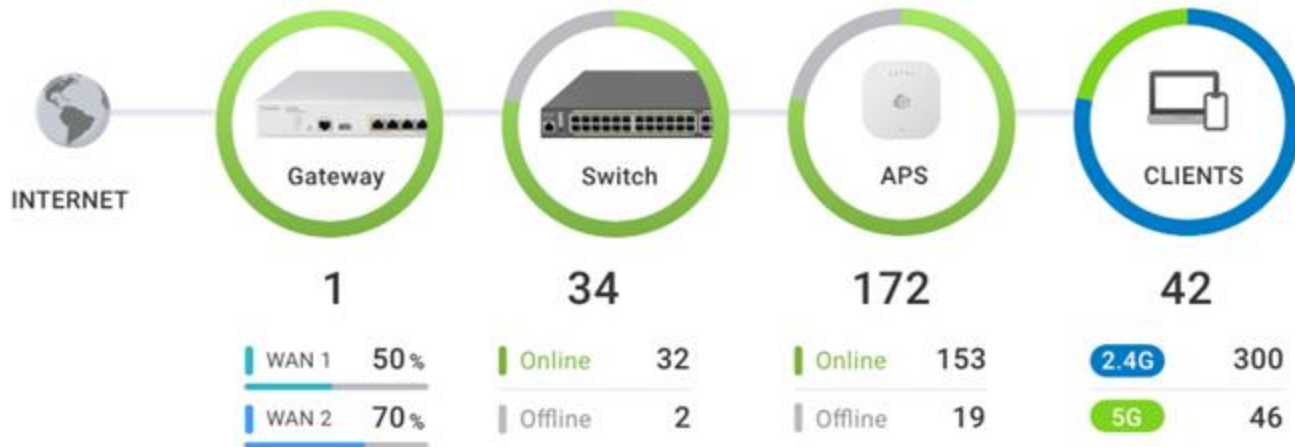 INTERNET
Gateway
1
WAN 1 50 %
WAN 2 70 %
Switch
34
Online 32
Offline 2
APS
172
Online 153
Offline 19
CLIENTS
42
2.4G 300
5G 46